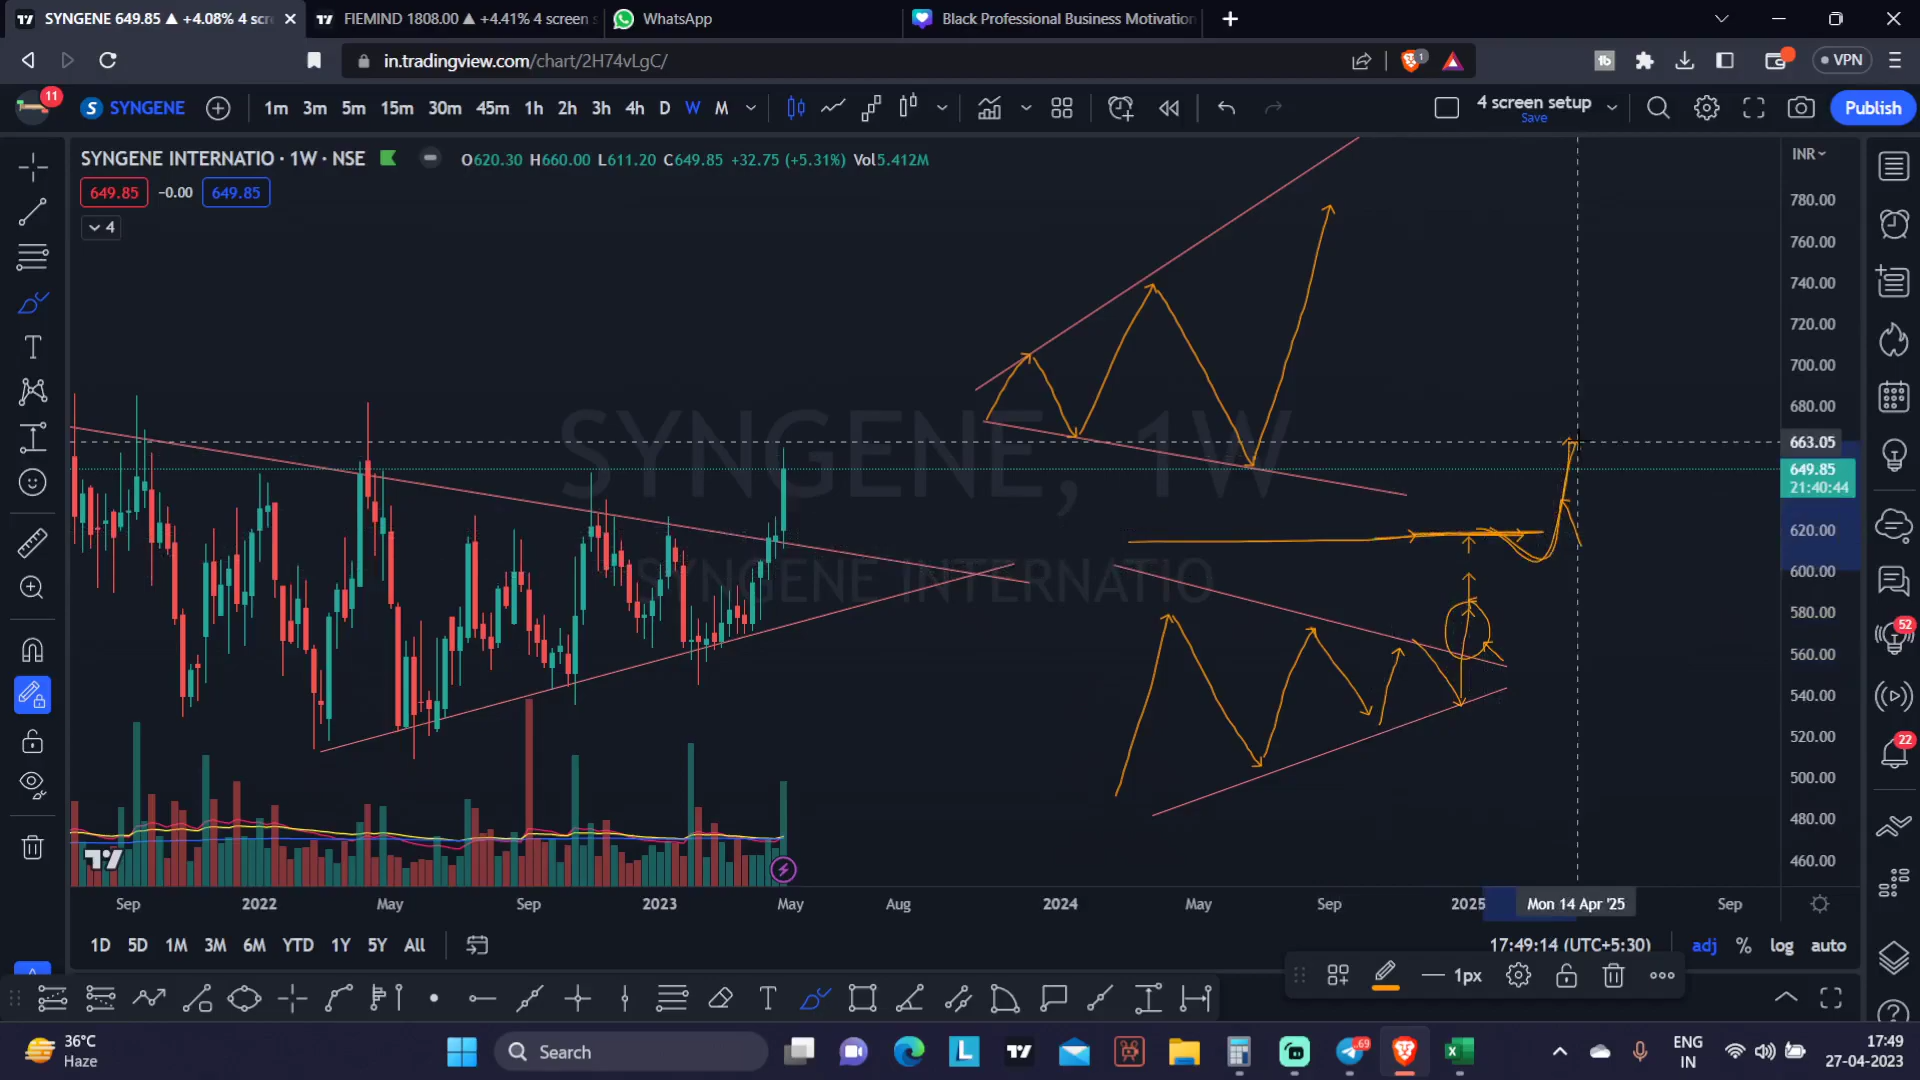 SYNGENE 649.85 ▲ +4.08% 4 scr
FIEMIND 1808.00 ▲ +4.41% 4 screen s
WhatsApp
Black Professional Business Motivation
in.tradingview.com/chart/2H74vLgC/
1
VPN
11
SYNGENE
1m 3m 5m 15m 30m 45m 1h 2h 3h 4h D W M
4 screen setup
Save
Publish
SYNGENE INTERNATIO · 1W · NSE
O620.30 H660.00 L611.20 C649.85 +32.75 (+5.31%) Vol5.412M
INR
649.85 −0.00 649.85
4
780.00
760.00
740.00
720.00
700.00
680.00
663.05
649.85
21:40:44
620.00
600.00
580.00
560.00
540.00
520.00
500.00
480.00
460.00
SYNGENE, 1W
SYNGENE INTERNATIO
52
22
Sep 2022 May Sep 2023 May Aug 2024 May Sep 2025 Mon 14 Apr '25 Sep
1D 5D 1M 3M 6M YTD 1Y 5Y All
17:49:14 (UTC+5:30) adj % log auto
1px
36°C
Haze
Search
L
69
ENG
IN
17:49
27-04-2023